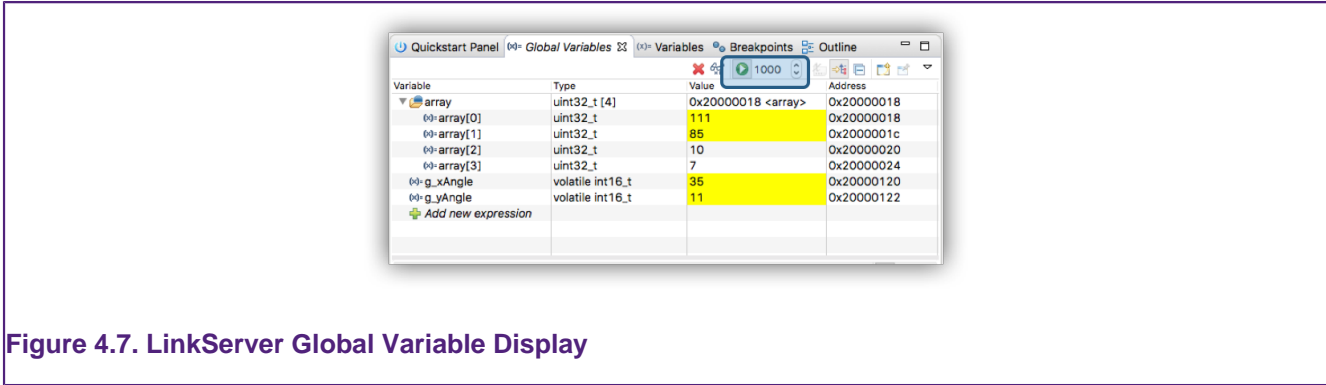 Quickstart Panel (x)= Global Variables (x)= Variables Breakpoints Outline
1000
Variable Type Value Address
array uint32_t [4] 0x20000018 <array> 0x20000018
(x)= array[0] uint32_t 111 0x20000018
(x)= array[1] uint32_t 85 0x2000001c
(x)= array[2] uint32_t 10 0x20000020
(x)= array[3] uint32_t 7 0x20000024
(x)= g_xAngle volatile int16_t 35 0x20000120
(x)= g_yAngle volatile int16_t 11 0x20000122
Add new expression
Figure 4.7. LinkServer Global Variable Display